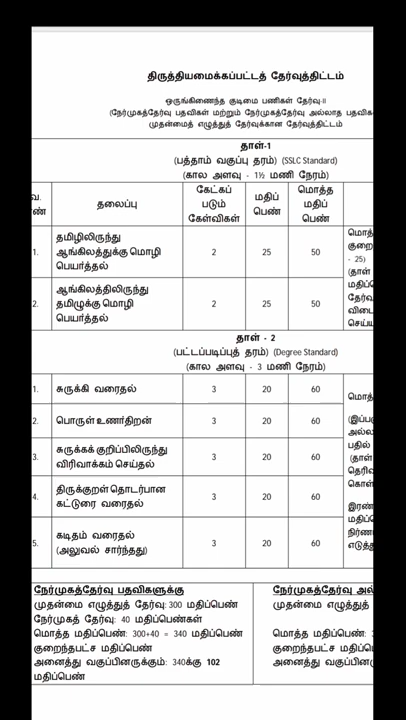 திருத்தியமைக்கப்பட்டத் தேர்வுத்திட்டம்
ஒருங்கிணைந்த குடிமை பணிகள் தேர்வு-II
(நேர்முகத்தேர்வு பதவிகள் மற்றும் நேர்முகத்தேர்வு அல்லாத
முதன்மைத் எழுத்துத் தேர்வுக்கான தேர்வுத்திட்டம்
தாள்-1
(பத்தாம் வகுப்பு தரம்) (SSLC Standard)
(கால அளவு - 1½ மணி நேரம்)
வ.
எண்
தலைப்பு
கேட்கப்
படும்
கேள்விகள்
மதிப்
பெண்
மொத்த
மதிப்
பெண்
1.
தமிழிலிருந்து
ஆங்கிலத்துக்கு மொழி
பெயர்த்தல்
2
25
50
2.
ஆங்கிலத்திலிருந்து
தமிழுக்கு மொழி
பெயர்த்தல்
2
25
50
- 25)
(தாள்
தாள் - 2
(பட்டப்படிப்புத் தரம்) (Degree Standard)
(கால அளவு - 3 மணி நேரம்)
1.
சுருக்கி வரைதல்
3
20
60
2.
பொருள் உணர்திறன்
3
20
60
3.
சுருக்கக் குறிப்பிலிருந்து
விரிவாக்கம் செய்தல்
3
20
60
4.
திருக்குறள் தொடர்பான
கட்டுரை வரைதல்
3
20
60
5.
கடிதம் வரைதல்
(அலுவல் சார்ந்தது)
3
20
60
பதில்
(தாள்
நேர்முகத்தேர்வு பதவிகளுக்கு
முதன்மை எழுத்துத் தேர்வு: 300 மதிப்பெண்
நேர்முகத் தேர்வு: 40 மதிப்பெண்கள்
மொத்த மதிப்பெண்: 300+40 = 340 மதிப்பெண்
குறைந்தபட்ச மதிப்பெண்
அனைத்து வகுப்பினருக்கும்: 340க்கு 102
மதிப்பெண்
நேர்முகத்தேர்வு
முதன்மை எழுத்துத்
மொத்த மதிப்பெண்:
குறைந்தபட்ச
அனைத்து